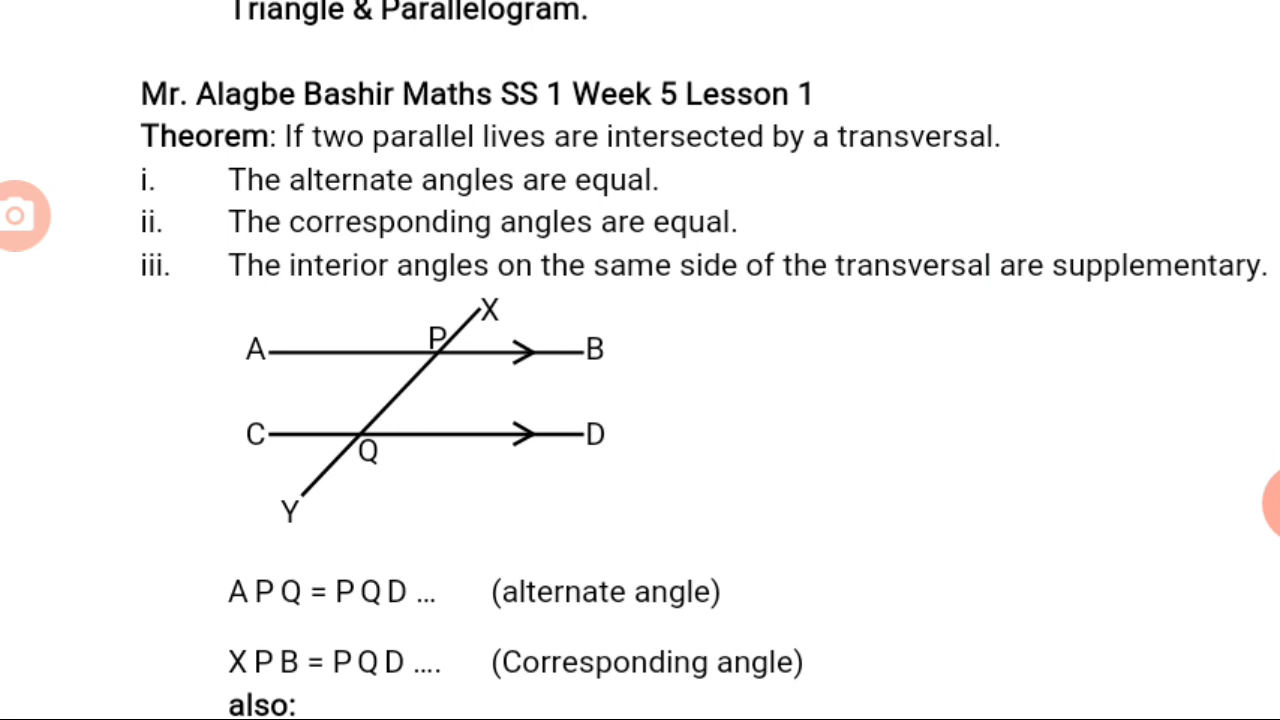 Triangle & Parallelogram.
Mr. Alagbe Bashir Maths SS 1 Week 5 Lesson 1
Theorem: If two parallel lives are intersected by a transversal.
i. The alternate angles are equal.
ii. The corresponding angles are equal.
iii. The interior angles on the same side of the transversal are supplementary.
X
P
A B
C D
Q
Y
A P Q = P Q D ... (alternate angle)
X P B = P Q D .... (Corresponding angle)
also: